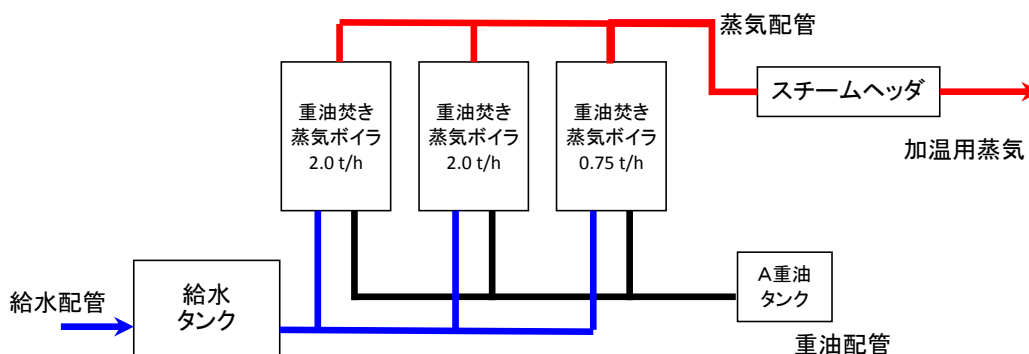 蒸気配管
重油焚き
蒸気ボイラ
2.0 t/h
重油焚き
蒸気ボイラ
2.0 t/h
重油焚き
蒸気ボイラ
0.75 t/h
スチームヘッダ
加温用蒸気
給水配管
給水
タンク
A重油
タンク
重油配管